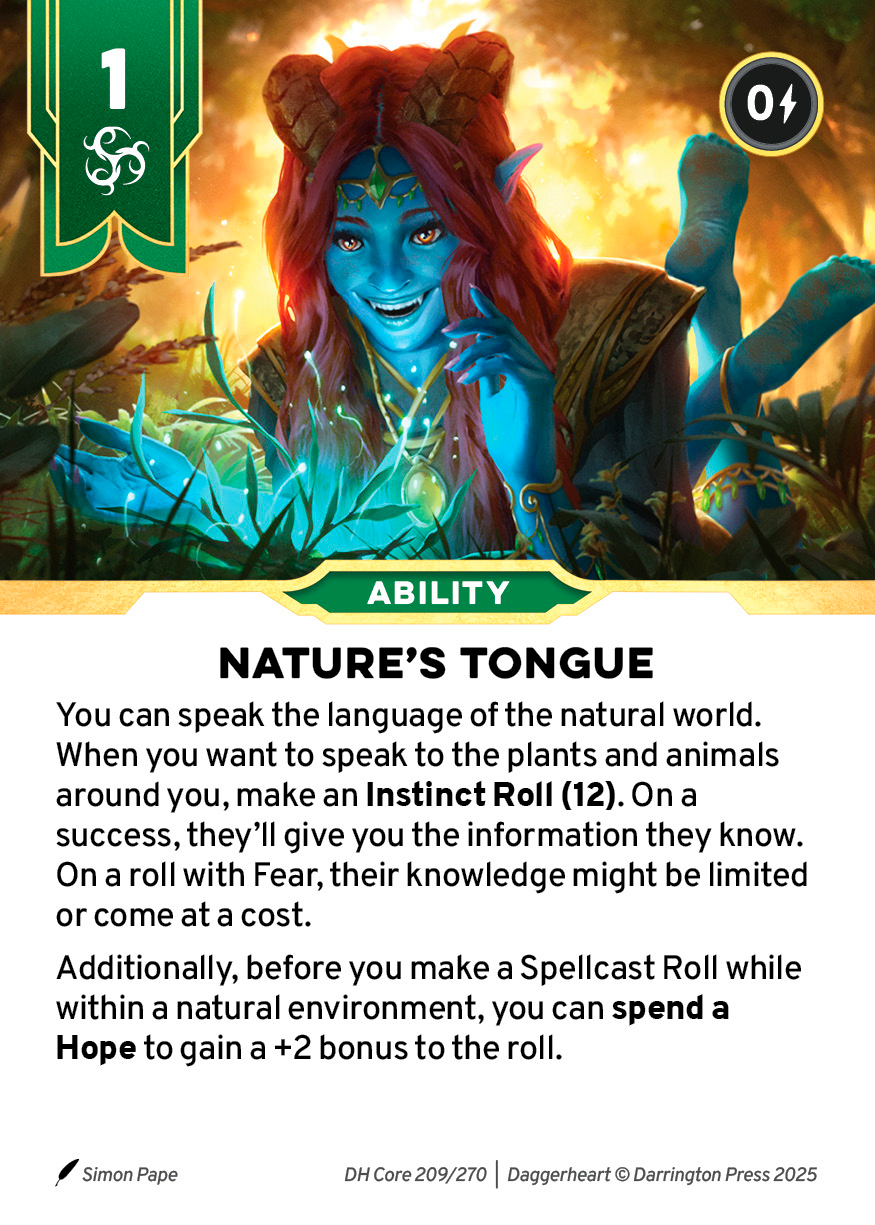 1
0
ABILITY
NATURE’S TONGUE
You can speak the language of the natural world.
When you want to speak to the plants and animals
around you, make an Instinct Roll (12). On a
success, they’ll give you the information they know.
On a roll with Fear, their knowledge might be limited
or come at a cost.
Additionally, before you make a Spellcast Roll while
within a natural environment, you can spend a
Hope to gain a +2 bonus to the roll.
Simon Pape
DH Core 209/270 | Daggerheart © Darrington Press 2025